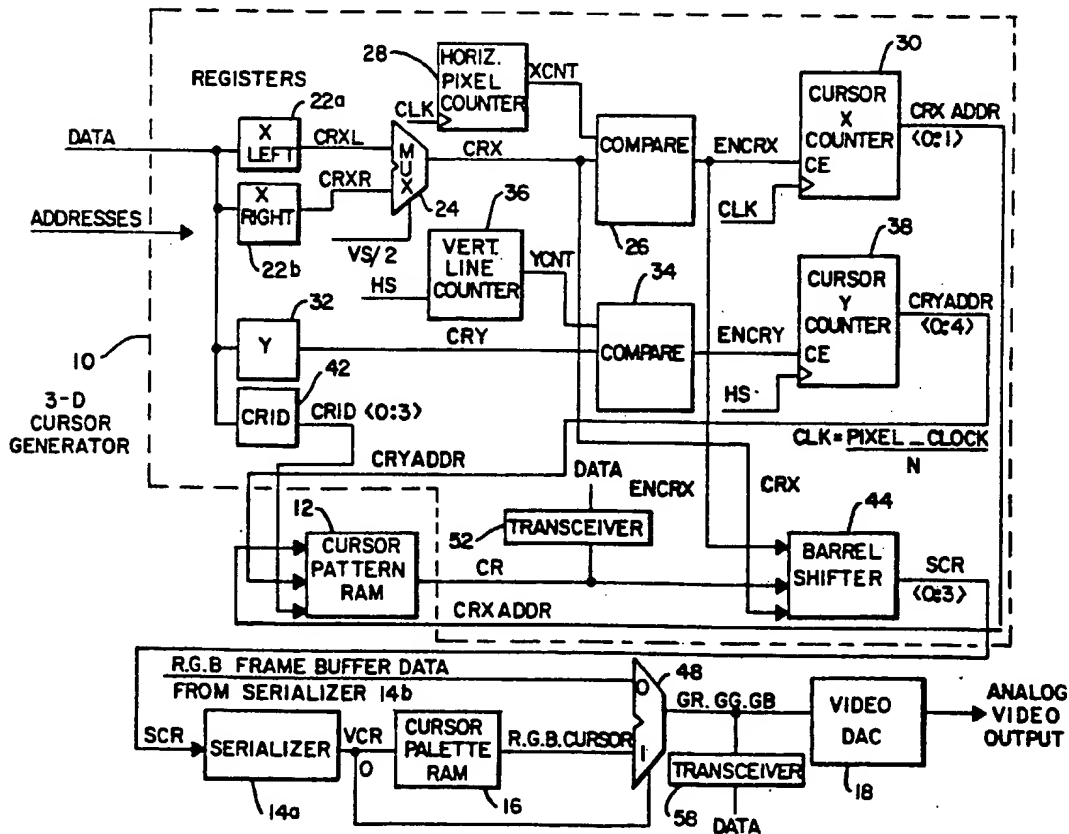 28
HORIZ.
PIXEL
COUNTER
XCNT
CLK
30
CURSOR
X
COUNTER
CE
CRX ADDR
<0:1>
REGISTERS
22a
X
LEFT
CRXL
DATA
MUX
CRX
COMPARE
ENCRX
CLK
ADDRESSES
X
RIGHT
CRXR
22b
24
VS/2
36
VERT.
LINE
COUNTER
YCNT
HS
26
34
COMPARE
ENCRY
38
CURSOR
Y
COUNTER
CE
CRYADDR
<0:4>
HS
32
Y
CRY
10
3-D
CURSOR
GENERATOR
42
CRID
CRID <0:3>
CLK = PIXEL_CLOCK
N
CRYADDR
DATA
ENCRX
CRX
12
CURSOR
PATTERN
RAM
CR
52
TRANSCEIVER
44
BARREL
SHIFTER
SCR
<0:3>
CRXADDR
R.G.B FRAME BUFFER DATA
FROM SERIALIZER 14b
0
48
GR.GG.GB
VIDEO
DAC
18
ANALOG
VIDEO
OUTPUT
SCR
SERIALIZER
14a
VCR
0
CURSOR
PALETTE
RAM
16
R.G.B.CURSOR
1
TRANSCEIVER
58
DATA